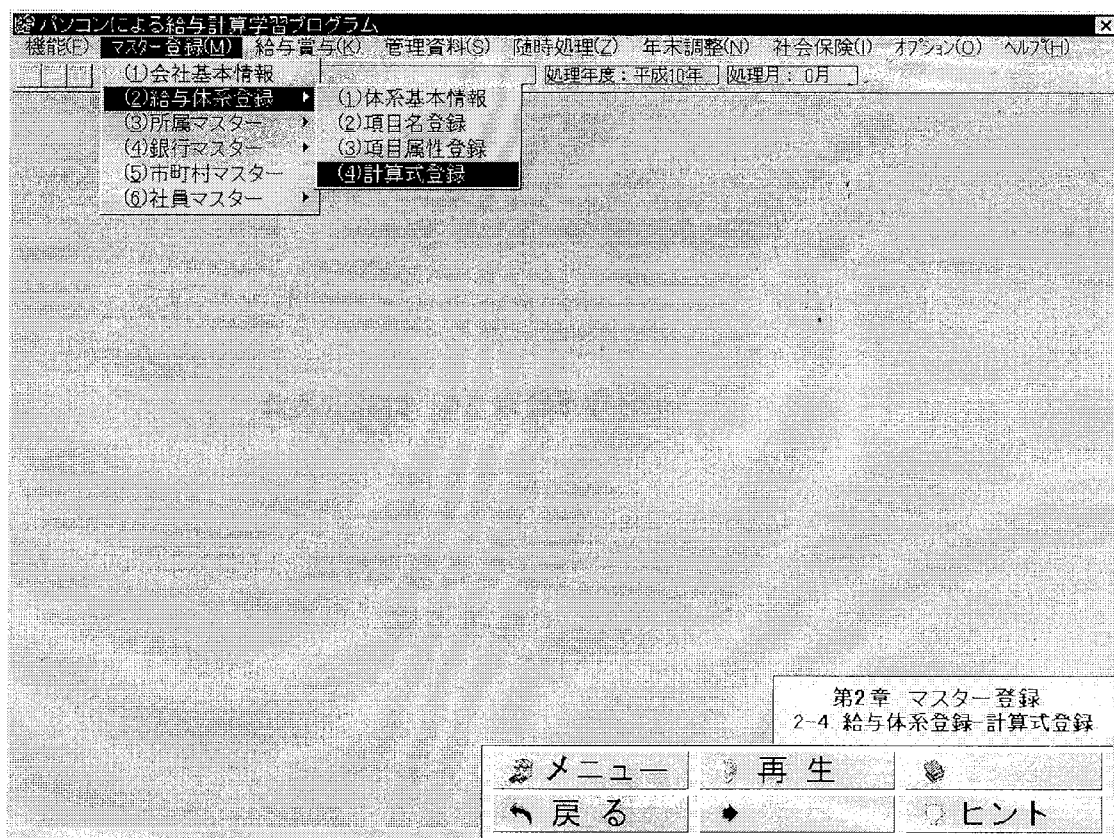 パソコンによる給与計算学習プログラム
機能(F) マスター登録(M) 給与賞与(K) 管理資料(S) 随時処理(Z) 年末調整(N) 社会保険(I) オプション(O) ヘルプ(H)
処理年度：平成10年 処理月： 0月
(1)会社基本情報
(2)給与体系登録
(3)所属マスター
(4)銀行マスター
(5)市町村マスター
(6)社員マスター
(1)体系基本情報
(2)項目名登録
(3)項目属性登録
(4)計算式登録
第2章 マスター登録
2-4 給与体系登録-計算式登録
メニュー 再 生
戻 る ヒント